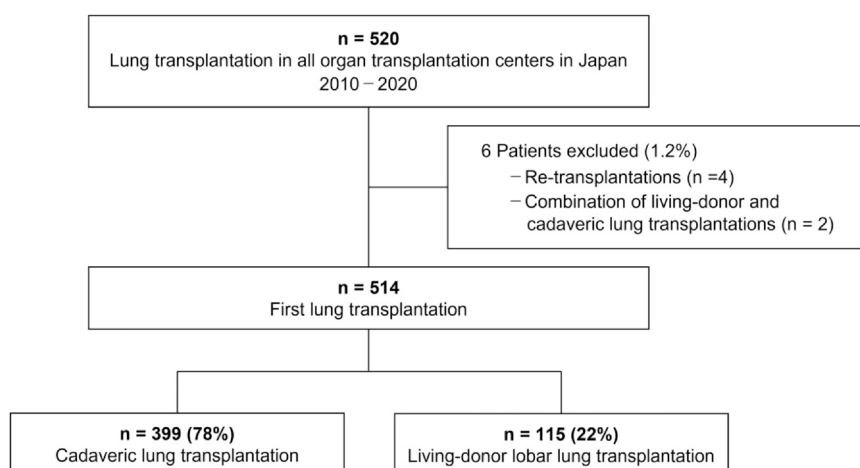 n = 520
Lung transplantation in all organ transplantation centers in Japan
2010 – 2020
6 Patients excluded (1.2%)
– Re-transplantations (n =4)
– Combination of living-donor and
cadaveric lung transplantations (n = 2)
n = 514
First lung transplantation
n = 399 (78%)
Cadaveric lung transplantation
n = 115 (22%)
Living-donor lobar lung transplantation